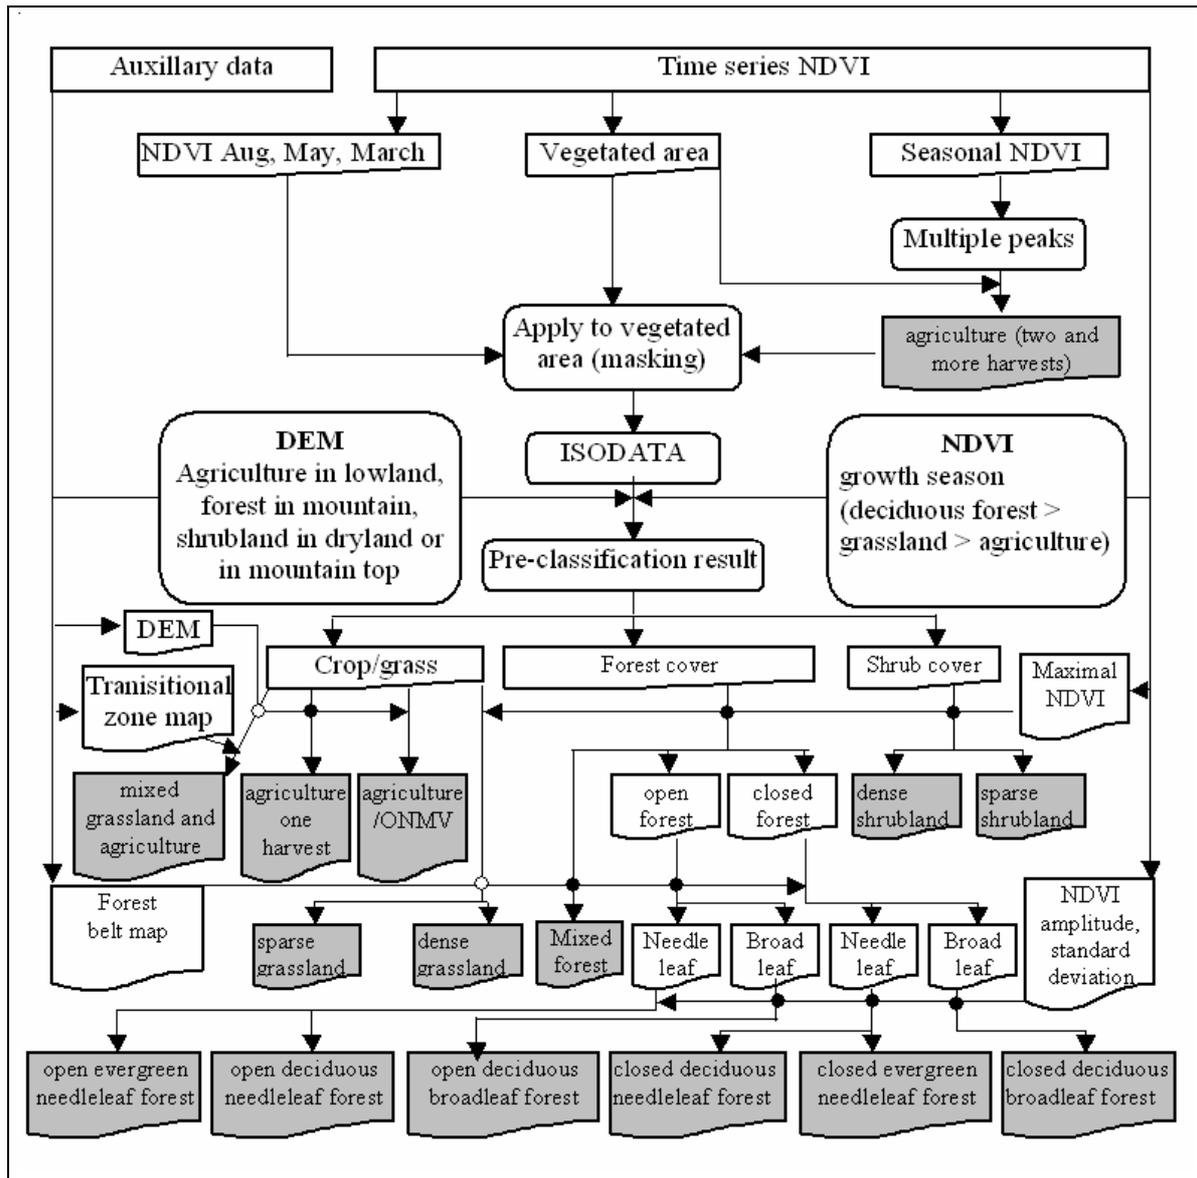 Auxillary data
Time series NDVI
NDVI Aug, May, March
Vegetated area
Seasonal NDVI
Multiple peaks
Apply to vegetated
area (masking)
agriculture (two and
more harvests)
DEM
Agriculture in lowland,
forest in mountain,
shrubland in dryland or
in mountain top
ISODATA
NDVI
growth season
(deciduous forest >
grassland > agriculture)
Pre-classification result
DEM
Crop/grass
Forest cover
Shrub cover
Maximal
NDVI
Tranisitional
zone map
mixed
grassland and
agriculture
agriculture
one
harvest
agriculture
/ONMV
open
forest
closed
forest
dense
shrubland
sparse
shrubland
Forest
belt map
sparse
grassland
dense
grassland
Mixed
forest
Needle
leaf
Broad
leaf
Needle
leaf
Broad
leaf
NDVI
amplitude,
standard
deviation
open evergreen
needleleaf forest
open deciduous
needleleaf forest
open deciduous
broadleaf forest
closed deciduous
needleleaf forest
closed evergreen
needleleaf forest
closed deciduous
broadleaf forest